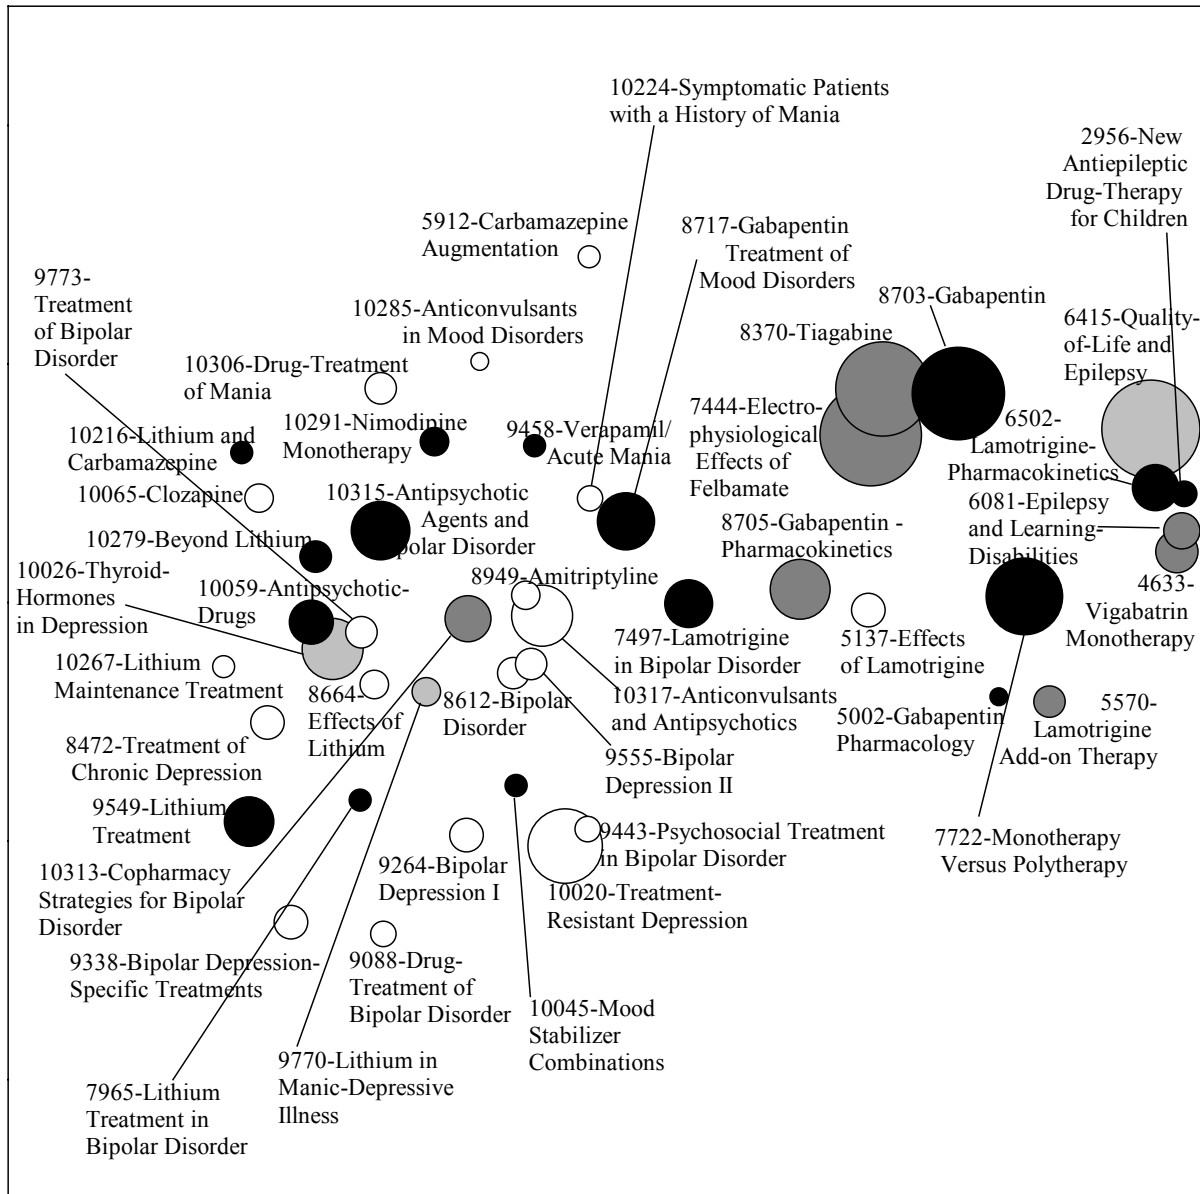 10224-Symptomatic Patients
with a History of Mania
2956-New
Antiepileptic
Drug-Therapy
for Children
5912-Carbamazepine
Augmentation
8717-Gabapentin
Treatment of
Mood Disorders
9773-
Treatment
of Bipolar
Disorder
10285-Anticonvulsants
in Mood Disorders
8703-Gabapentin
8370-Tiagabine
6415-Quality-
of-Life and
Epilepsy
10306-Drug-Treatment
of Mania
10291-Nimodipine
Monotherapy
9458-Verapamil/
Acute Mania
7444-Electro-
physiological
Effects of
Felbamate
6502-
Lamotrigine-
Pharmacokinetics
10216-Lithium and
Carbamazepine
10065-Clozapine
10315-Antipsychotic
Agents and
polar Disorder
6081-Epilepsy
and Learning-
Disabilities
8705-Gabapentin -
Pharmacokinetics
10279-Beyond Lithium
10026-Thyroid-
Hormones
in Depression
10059-Antipsychotic-
Drugs
8949-Amitriptyline
4633-
Vigabatrin
Monotherapy
7497-Lamotrigine
in Bipolar Disorder
5137-Effects
of Lamotrigine
10267-Lithium
Maintenance Treatment
8664-
Effects of
Lithium
8612-Bipolar
Disorder
10317-Anticonvulsants
and Antipsychotics
5002-Gabapentin
Pharmacology
5570-
Lamotrigine
Add-on Therapy
8472-Treatment of
Chronic Depression
9555-Bipolar
Depression II
9549-Lithium
Treatment
9443-Psychosocial Treatment
in Bipolar Disorder
7722-Monotherapy
Versus Polytherapy
10313-Copharmacy
Strategies for Bipolar
Disorder
9264-Bipolar
Depression I
10020-Treatment-
Resistant Depression
9338-Bipolar Depression-
Specific Treatments
9088-Drug-
Treatment of
Bipolar Disorder
10045-Mood
Stabilizer
Combinations
9770-Lithium in
Manic-Depressive
Illness
7965-Lithium
Treatment in
Bipolar Disorder